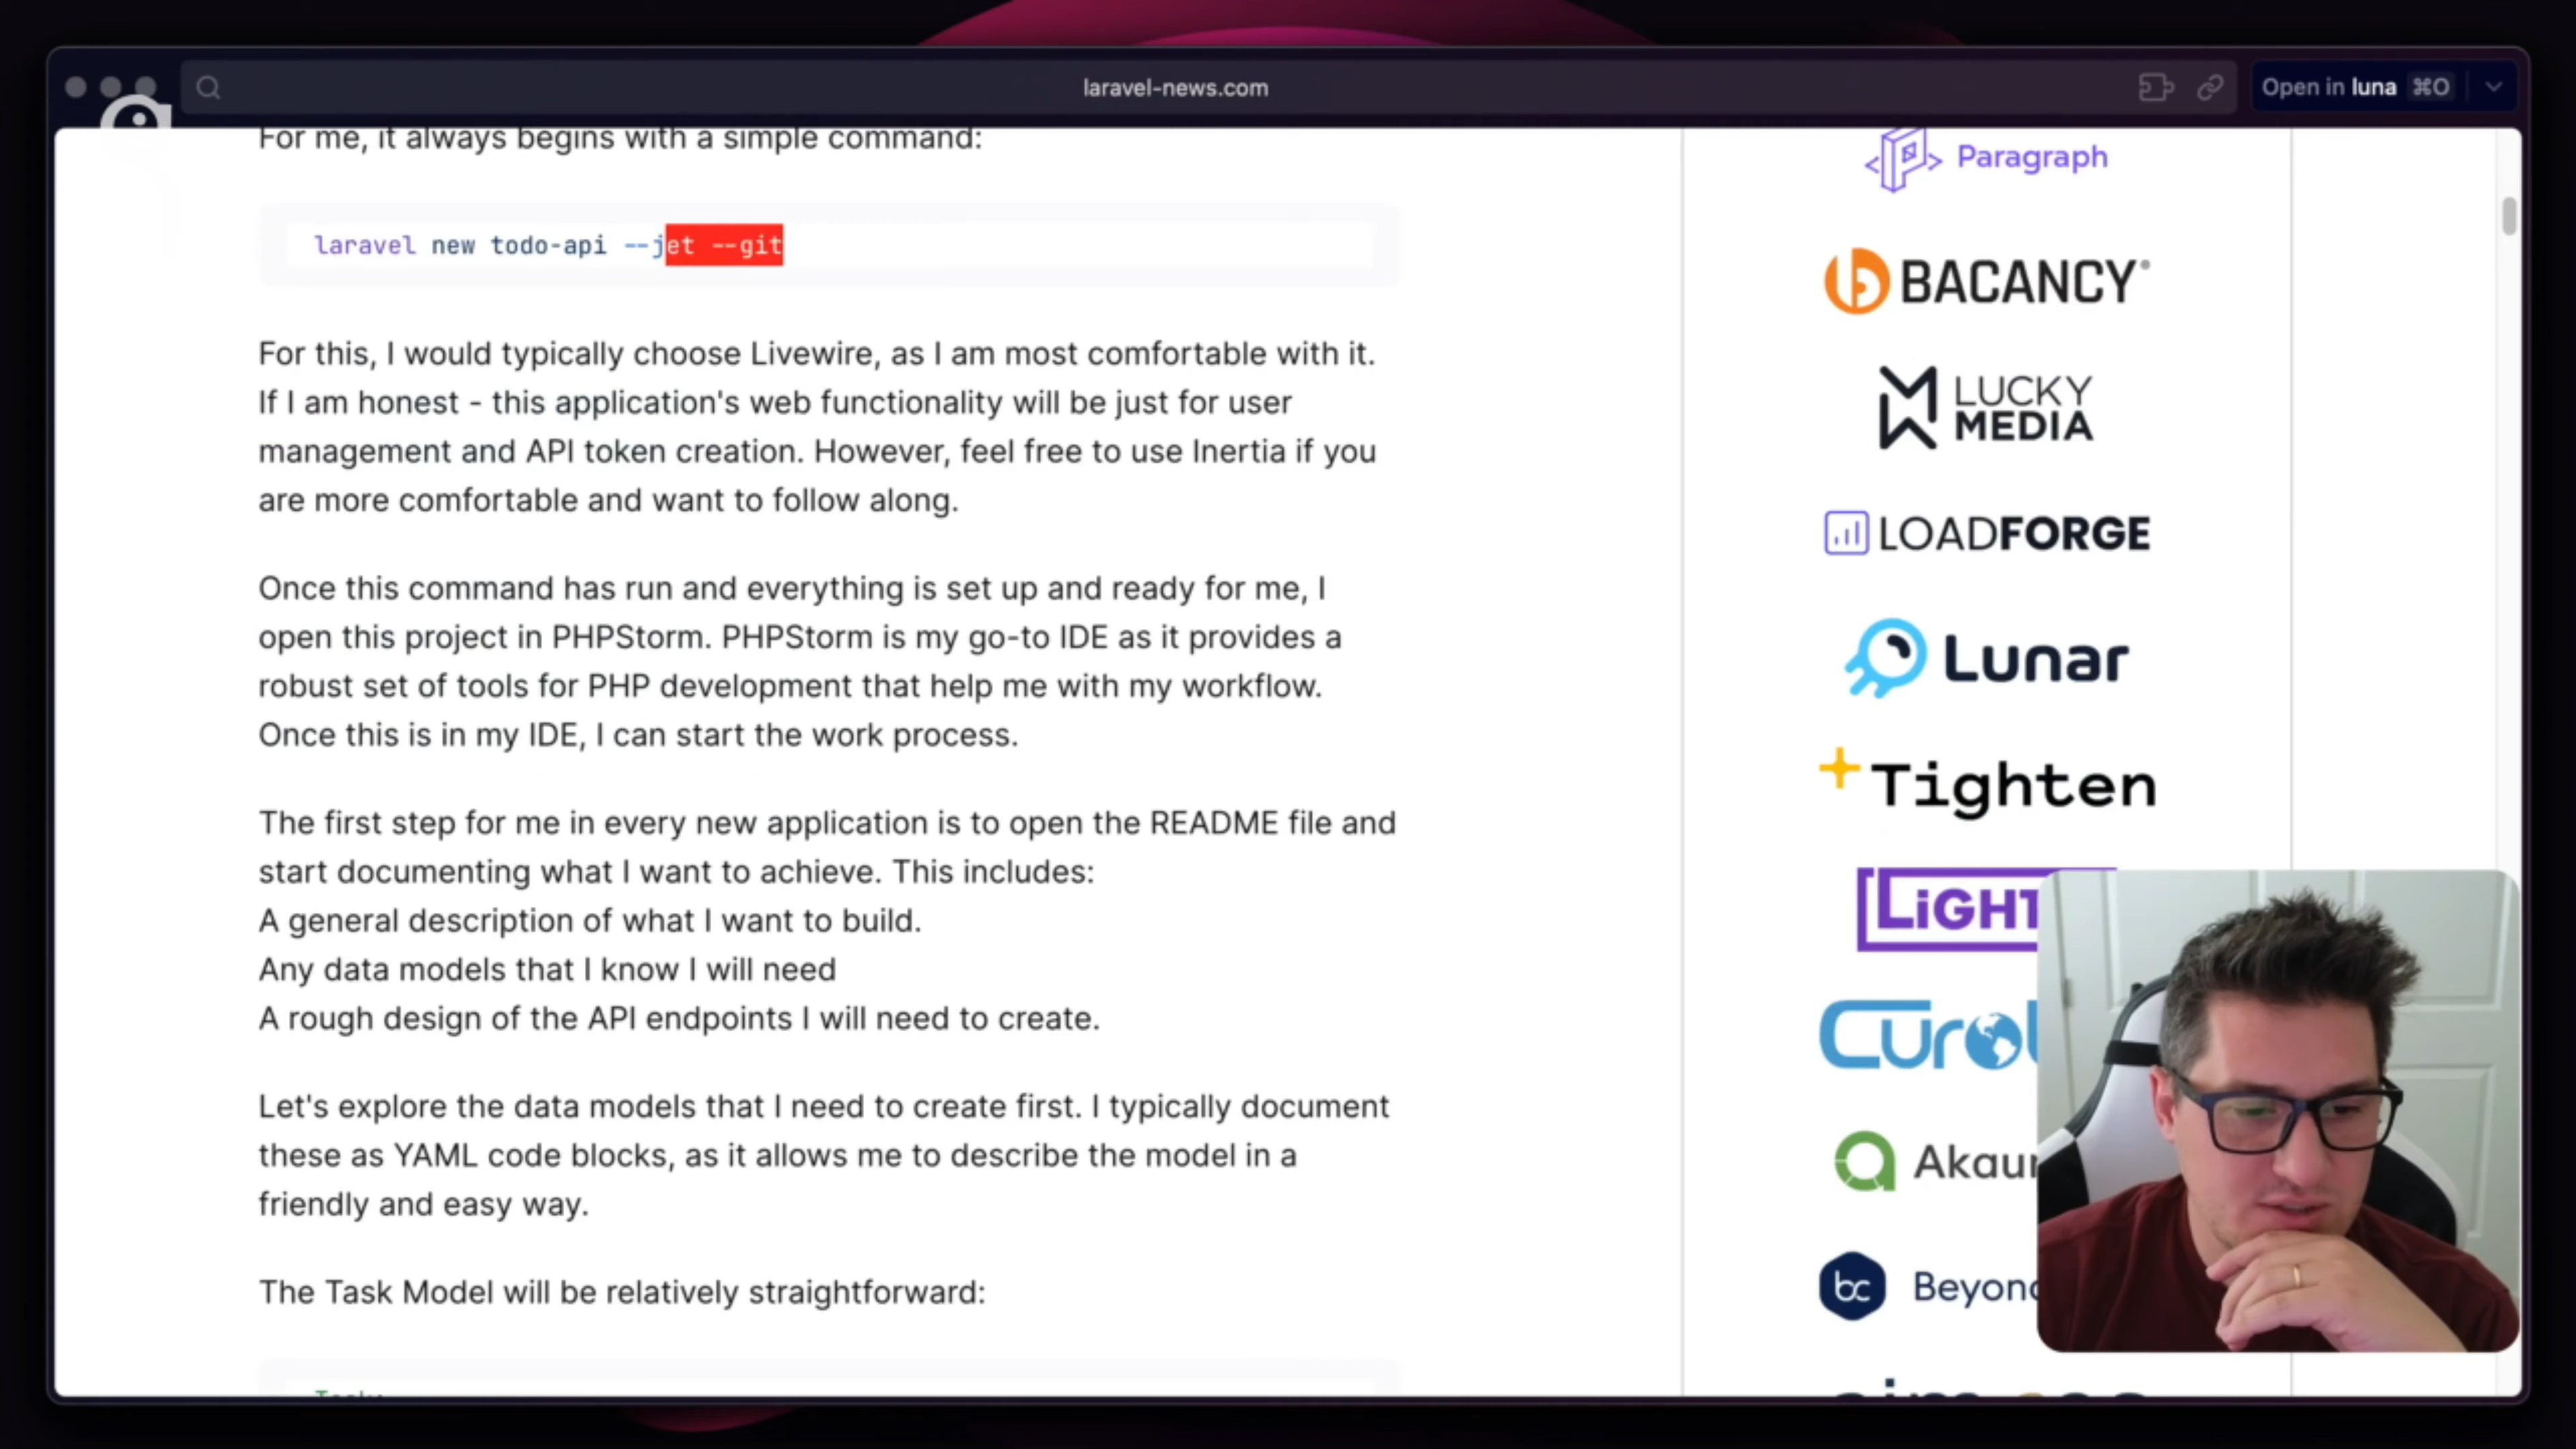 laravel-news.com
Open in luna ⌘O
For me, it always begins with a simple command:
laravel new todo-api --jet --git
For this, I would typically choose Livewire, as I am most comfortable with it.
If I am honest - this application's web functionality will be just for user
management and API token creation. However, feel free to use Inertia if you
are more comfortable and want to follow along.
Once this command has run and everything is set up and ready for me, I
open this project in PHPStorm. PHPStorm is my go-to IDE as it provides a
robust set of tools for PHP development that help me with my workflow.
Once this is in my IDE, I can start the work process.
The first step for me in every new application is to open the README file and
start documenting what I want to achieve. This includes:
A general description of what I want to build.
Any data models that I know I will need
A rough design of the API endpoints I will need to create.
Let's explore the data models that I need to create first. I typically document
these as YAML code blocks, as it allows me to describe the model in a
friendly and easy way.
The Task Model will be relatively straightforward:
Paragraph
BACANCY
LUCKY
MEDIA
LOADFORGE
Lunar
Tighten
LiGHT
Akau
bc Beyon